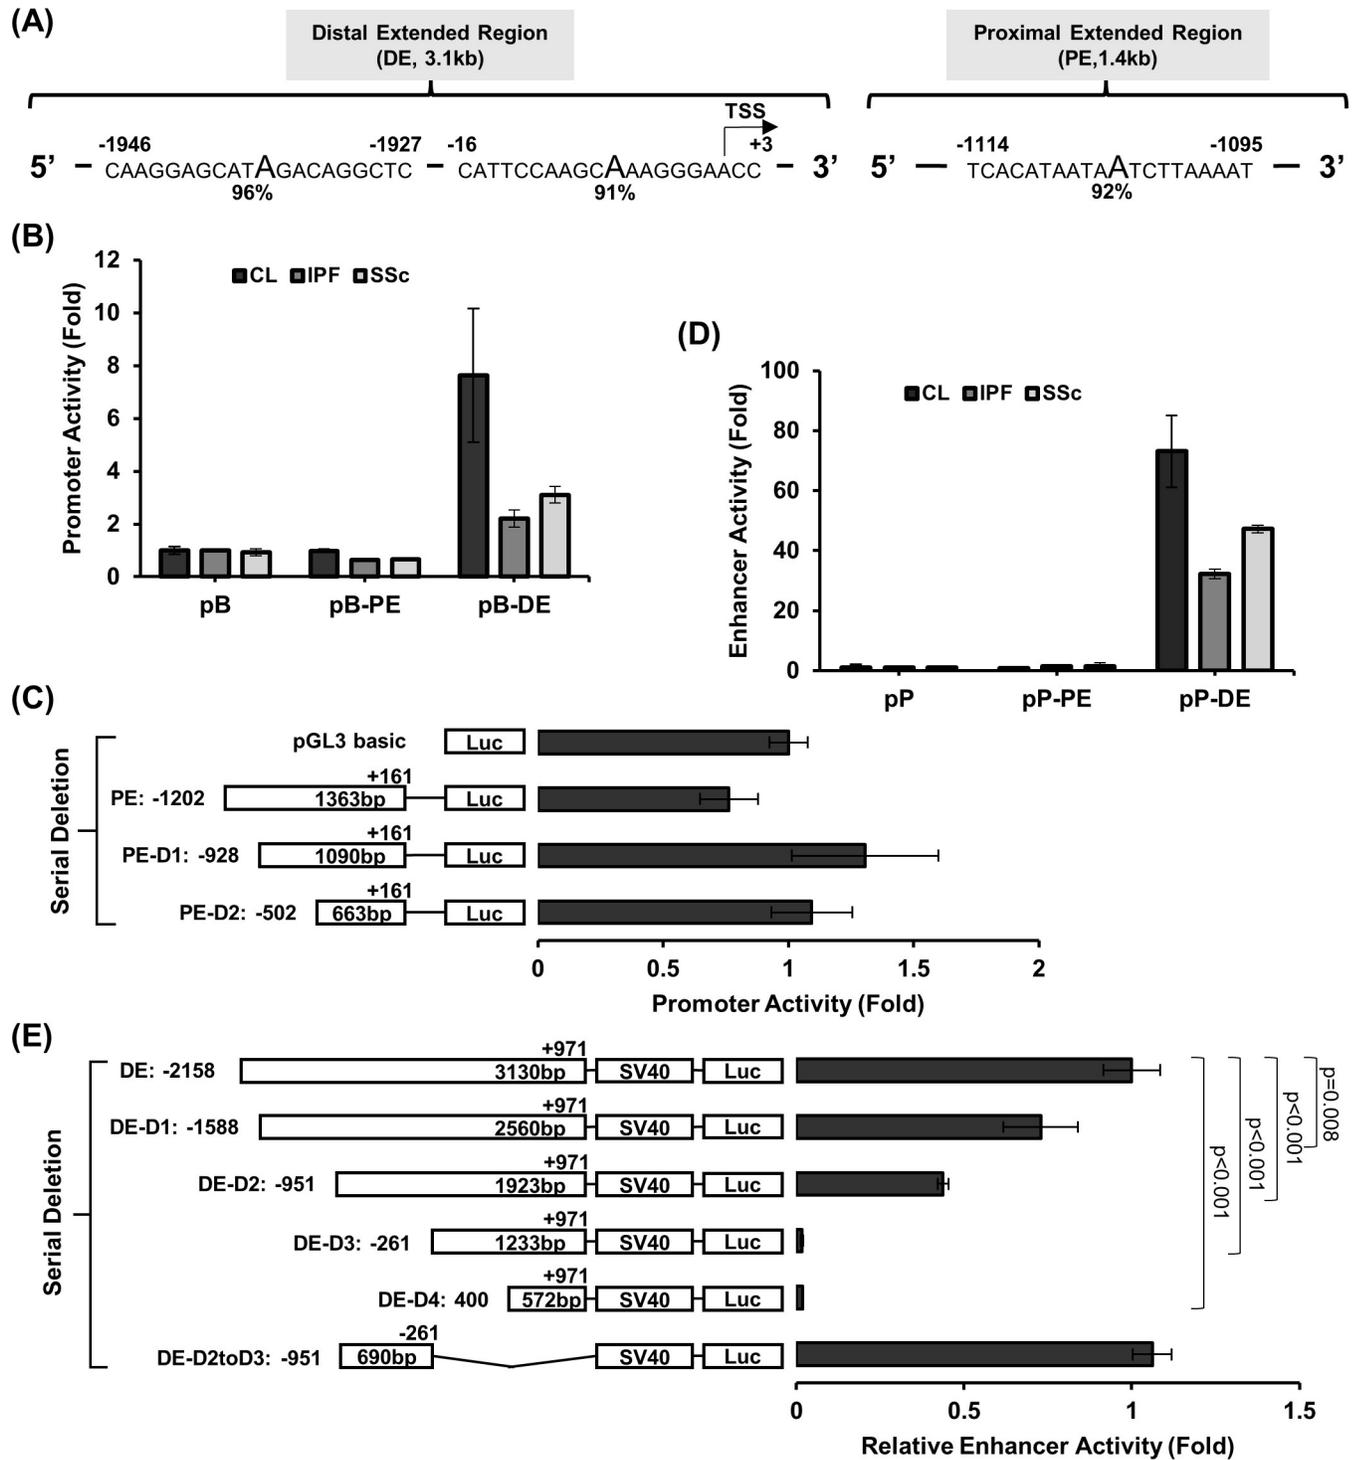 (A)
Distal Extended Region
(DE, 3.1kb)
Proximal Extended Region
(PE,1.4kb)
TSS
-1946 -1927 -16 +3
5’ – CAAGGAGCATAGACAGGCTC – CATTCCAAGCAAAGGGAACC – 3’
96% 91%
-1114 -1095
5’ — TCACATAATAATCTTAAAAT — 3’
92%
(B)
Promoter Activity (Fold)
12
10
8
6
4
2
0
CL IPF SSc
pB pB-PE pB-DE
(D)
Enhancer Activity (Fold)
100
80
60
40
20
0
CL IPF SSc
pP pP-PE pP-DE
(C)
Serial Deletion
pGL3 basic Luc
+161
PE: -1202 1363bp Luc
+161
PE-D1: -928 1090bp Luc
+161
PE-D2: -502 663bp Luc
0 0.5 1 1.5 2
Promoter Activity (Fold)
(E)
Serial Deletion
+971
DE: -2158 3130bp SV40 Luc
+971
DE-D1: -1588 2560bp SV40 Luc
+971
DE-D2: -951 1923bp SV40 Luc
+971
DE-D3: -261 1233bp SV40 Luc
+971
DE-D4: 400 572bp SV40 Luc
-261
DE-D2toD3: -951 690bp SV40 Luc
p<0.001
p<0.001
p<0.001
p=0.008
0 0.5 1 1.5
Relative Enhancer Activity (Fold)